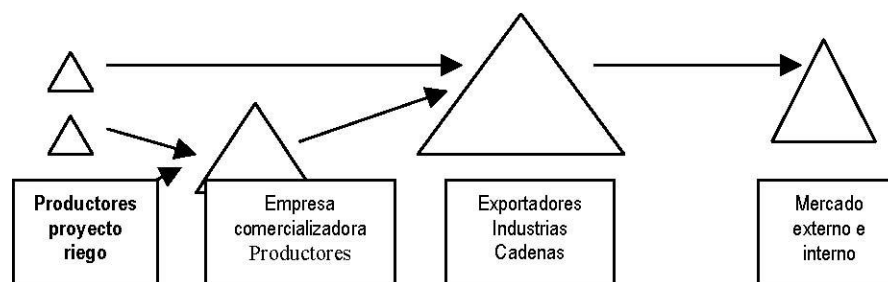 Productores
proyecto
riego
Empresa
comercializadora
Productores
Exportadores
Industrias
Cadenas
Mercado
externo e
interno